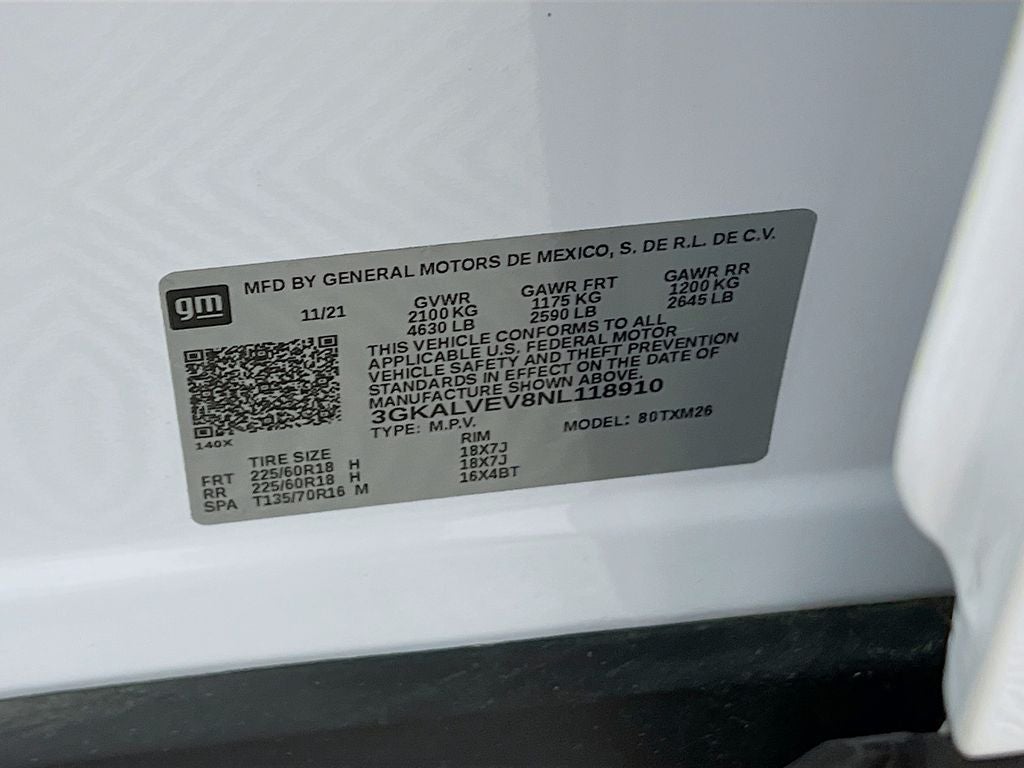 gm
MFD BY GENERAL MOTORS DE MEXICO, S. DE R.L. DE C.V.
11/21
GVWR
2100 KG
4630 LB
GAWR FRT
1175 KG
2590 LB
GAWR RR
1200 KG
2645 LB
THIS VEHICLE CONFORMS TO ALL
APPLICABLE U.S. FEDERAL MOTOR
VEHICLE SAFETY AND THEFT PREVENTION
STANDARDS IN EFFECT ON THE DATE OF
MANUFACTURE SHOWN ABOVE.
3GKALVEV8NL118910
TYPE: M.P.V. MODEL: 80TXM26
140X
TIRE SIZE RIM
FRT 225/60R18 H 18X7J
RR 225/60R18 H 18X7J
SPA T135/70R16 M 16X4BT